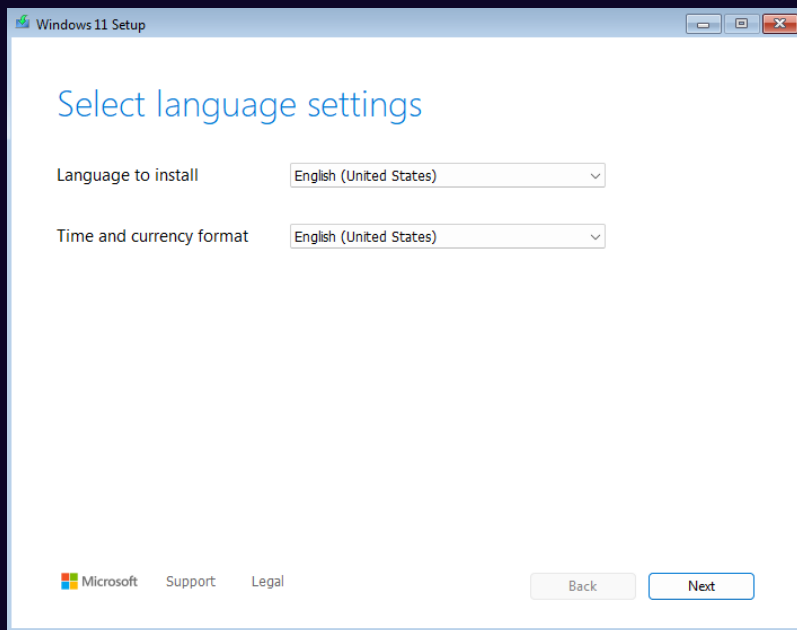 Windows 11 Setup
Select language settings
Language to install English (United States)
Time and currency format English (United States)
Microsoft Support Legal Back Next